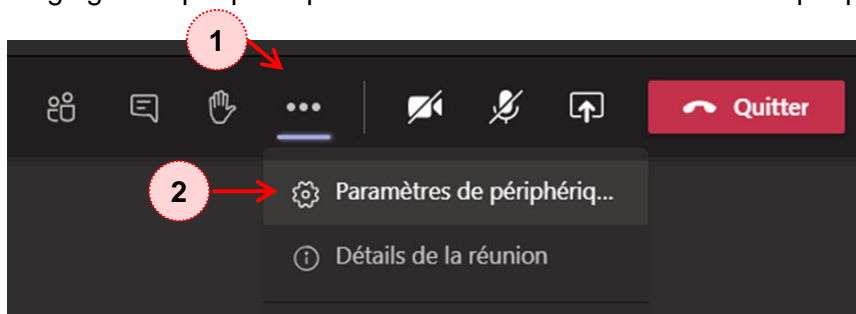 1
Quitter
2
Paramètres de périphériq...
Détails de la réunion